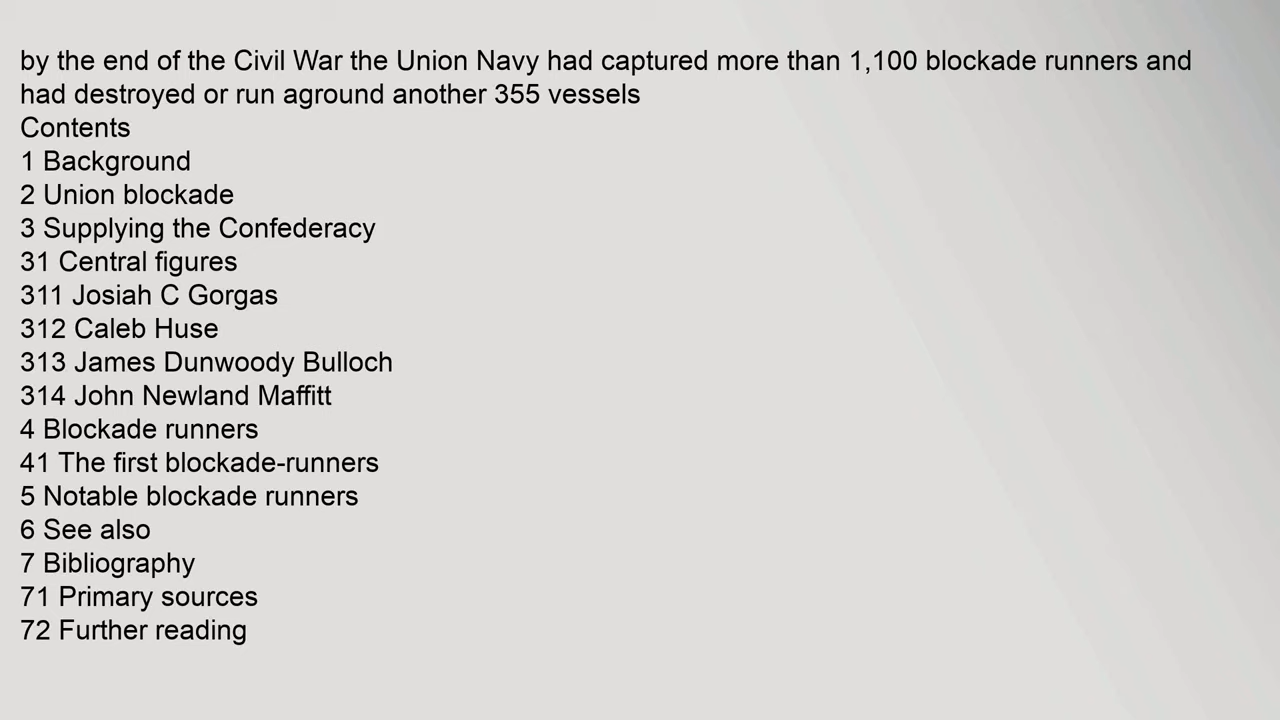 by the end of the Civil War the Union Navy had captured more than 1,100 blockade runners and
had destroyed or run aground another 355 vessels
Contents
1 Background
2 Union blockade
3 Supplying the Confederacy
31 Central figures
311 Josiah C Gorgas
312 Caleb Huse
313 James Dunwoody Bulloch
314 John Newland Maffitt
4 Blockade runners
41 The first blockade-runners
5 Notable blockade runners
6 See also
7 Bibliography
71 Primary sources
72 Further reading